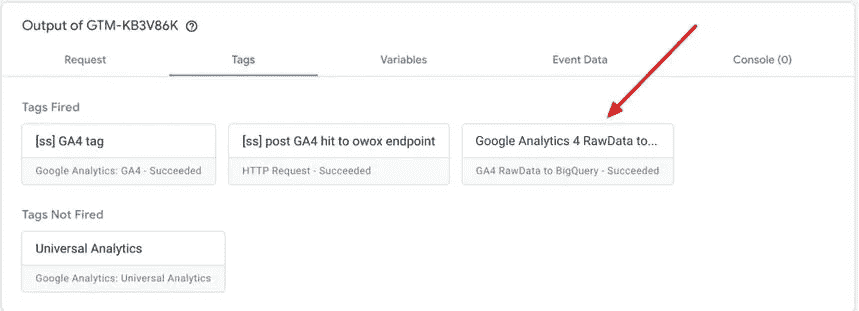 Output of GTM-KB3V86K
Request Tags Variables Event Data Console (0)
Tags Fired
[ss] GA4 tag [ss] post GA4 hit to owox endpoint Google Analytics 4 RawData to...
Google Analytics: GA4 - Succeeded HTTP Request - Succeeded GA4 RawData to BigQuery - Succeeded
Tags Not Fired
Universal Analytics
Google Analytics: Universal Analytics